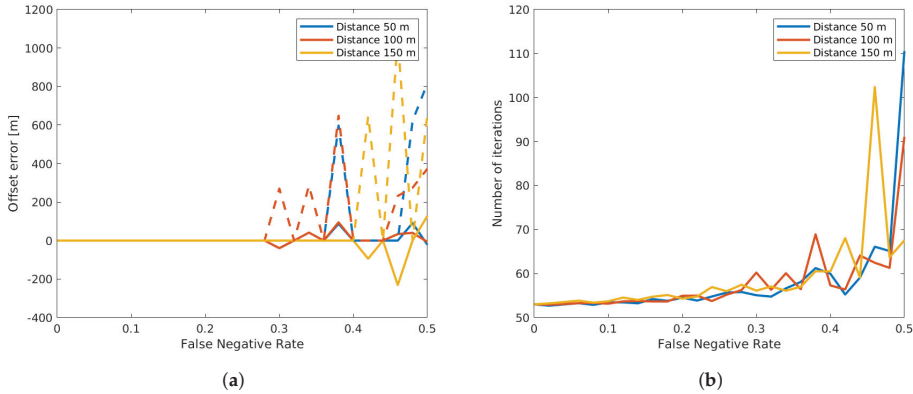 1200
1000
800
600
400
200
0
-200
-400
Offset error [m]
0
0.1
0.2
0.3
0.4
0.5
False Negative Rate
Distance 50 m
Distance 100 m
Distance 150 m
(a)
120
110
100
90
80
70
60
50
Number of iterations
0
0.1
0.2
0.3
0.4
0.5
False Negative Rate
Distance 50 m
Distance 100 m
Distance 150 m
(b)